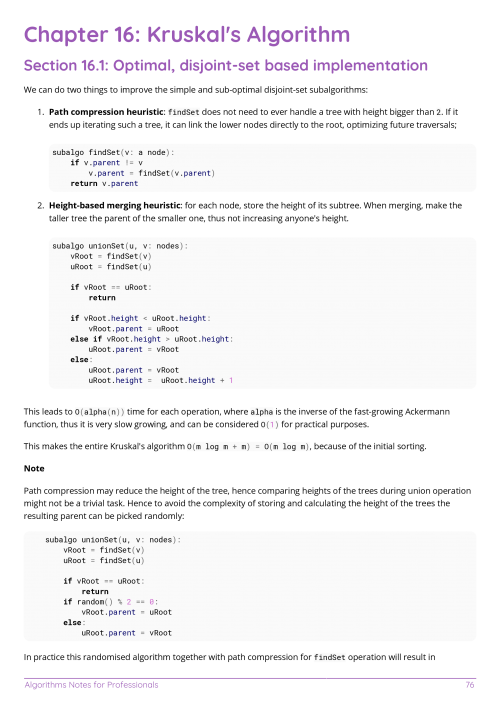 Chapter 16: Kruskal's Algorithm
Section 16.1: Optimal, disjoint-set based implementation
We can do two things to improve the simple and sub-optimal disjoint-set subalgorithms:
1. Path compression heuristic: findSet does not need to ever handle a tree with height bigger than 2. If it
ends up iterating such a tree, it can link the lower nodes directly to the root, optimizing future traversals;
subalgo findSet(v: a node):
    if v.parent != v
        v.parent = findSet(v.parent)
    return v.parent
2. Height-based merging heuristic: for each node, store the height of its subtree. When merging, make the
taller tree the parent of the smaller one, thus not increasing anyone's height.
subalgo unionSet(u, v: nodes):
    vRoot = findSet(v)
    uRoot = findSet(u)
    if vRoot == uRoot:
        return
    if vRoot.height < uRoot.height:
        vRoot.parent = uRoot
    else if vRoot.height > uRoot.height:
        uRoot.parent = vRoot
    else:
        uRoot.parent = vRoot
        uRoot.height =  uRoot.height + 1
This leads to O(alpha(n)) time for each operation, where alpha is the inverse of the fast-growing Ackermann
function, thus it is very slow growing, and can be considered O(1) for practical purposes.
This makes the entire Kruskal's algorithm O(m log m + m) = O(m log m), because of the initial sorting.
Note
Path compression may reduce the height of the tree, hence comparing heights of the trees during union operation
might not be a trivial task. Hence to avoid the complexity of storing and calculating the height of the trees the
resulting parent can be picked randomly:
subalgo unionSet(u, v: nodes):
    vRoot = findSet(v)
    uRoot = findSet(u)
    if vRoot == uRoot:
        return
    if random() % 2 == 0:
        vRoot.parent = uRoot
    else:
        uRoot.parent = vRoot
In practice this randomised algorithm together with path compression for findSet operation will result in
Algorithms Notes for Professionals 76